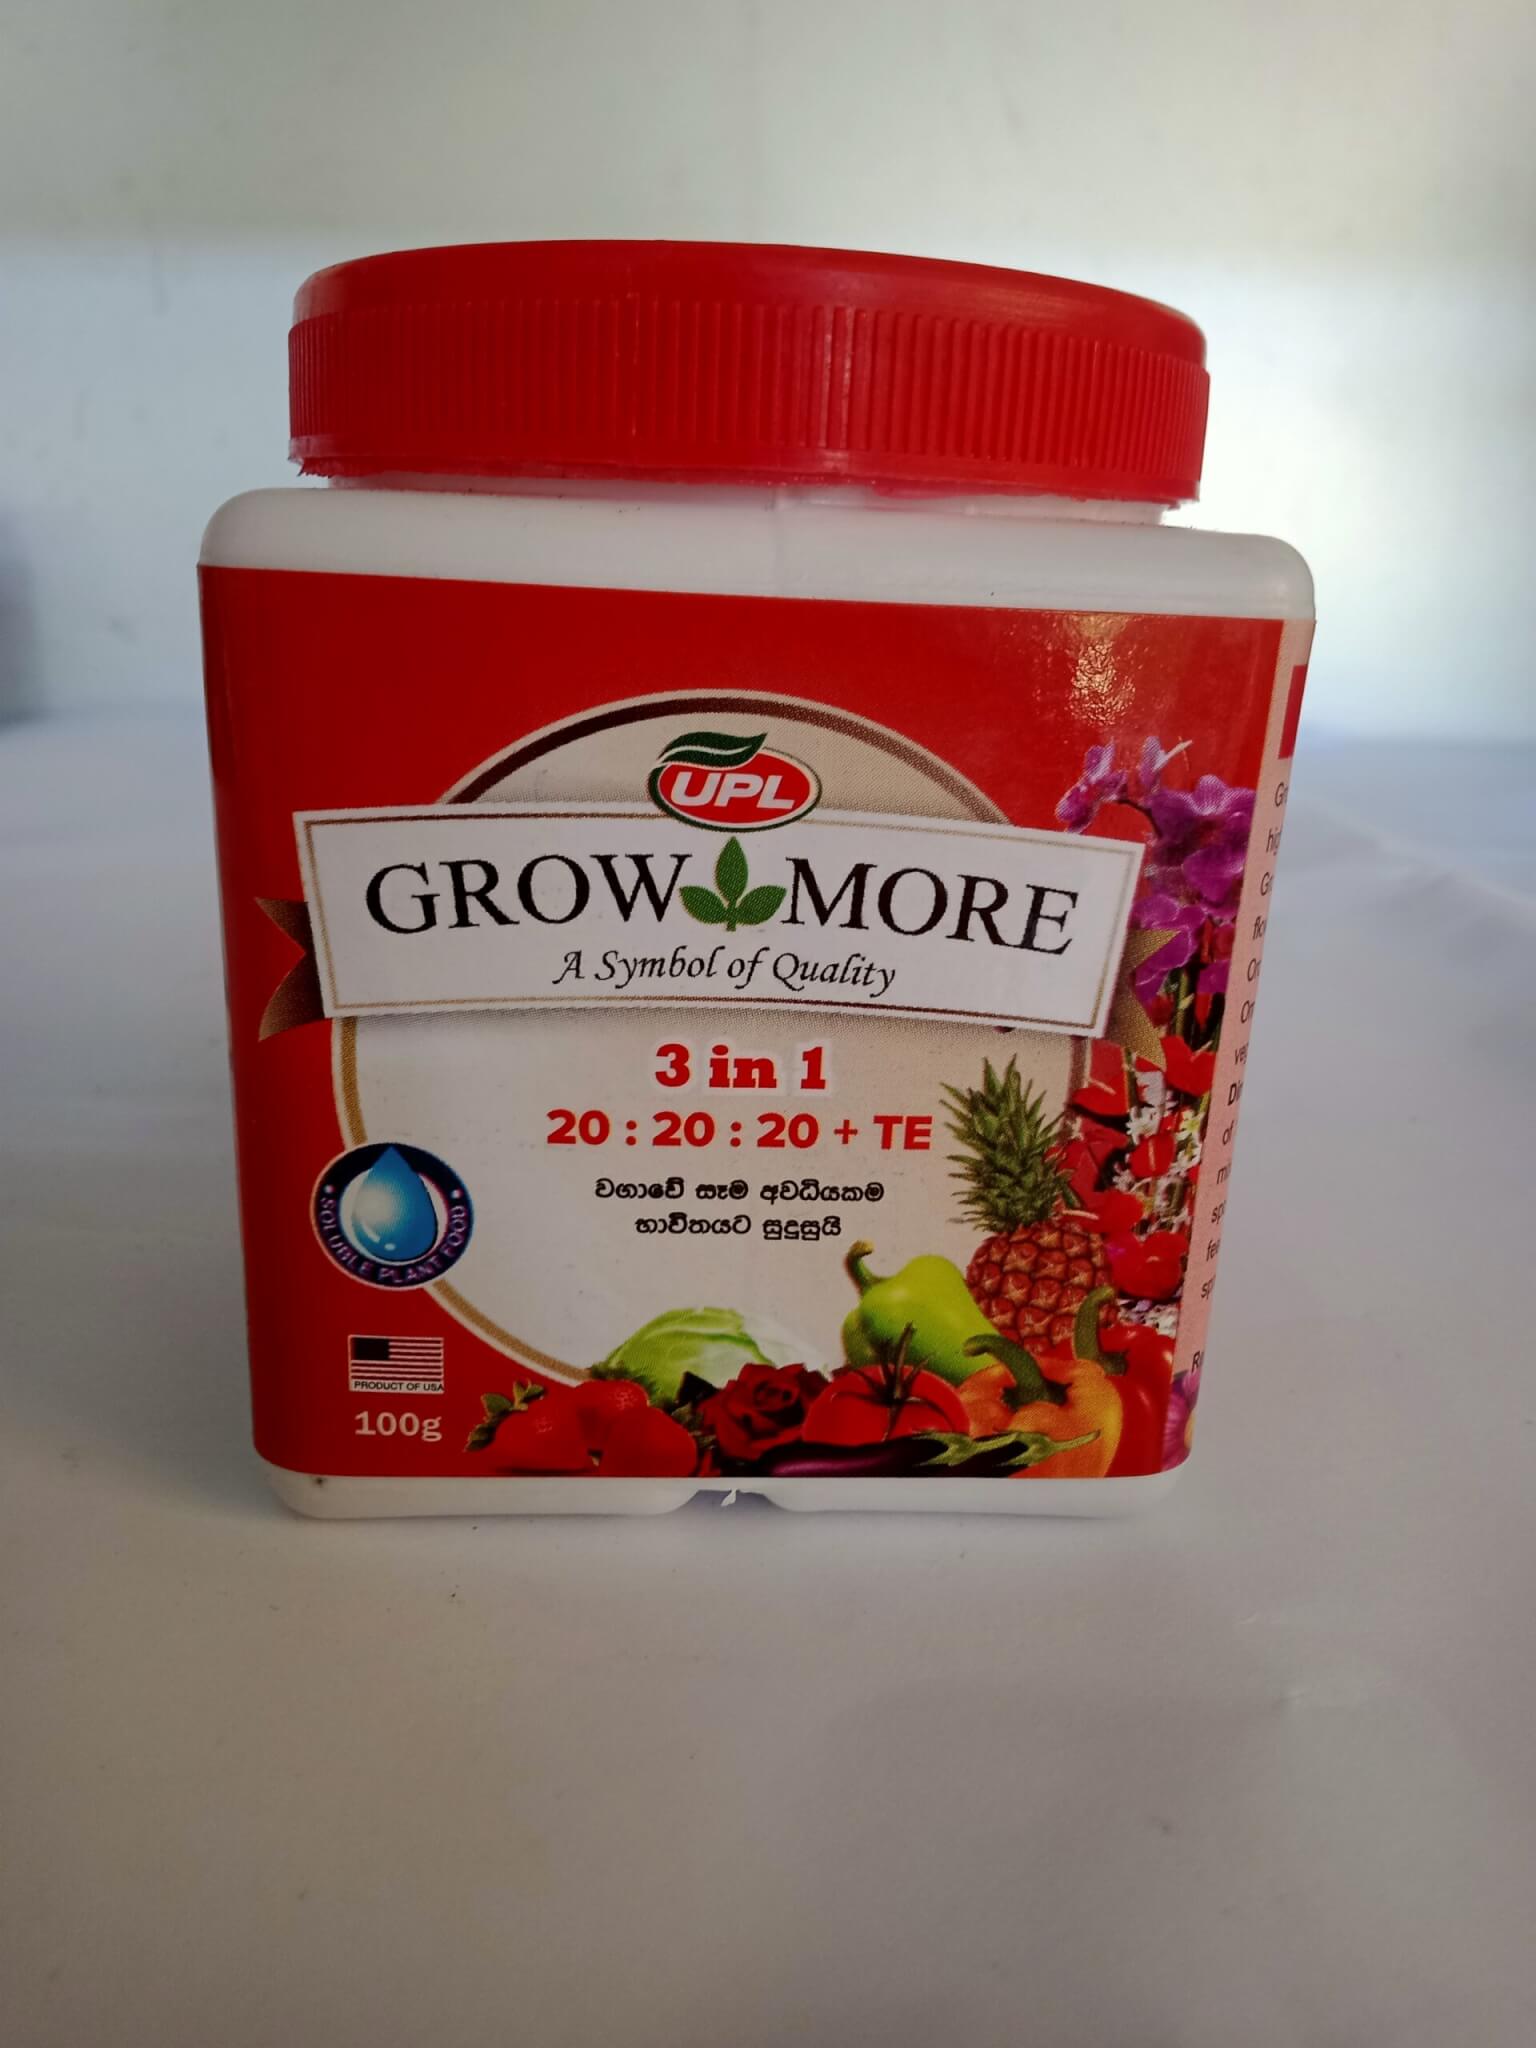 UPL
GROW MORE
A Symbol of Quality
3 in 1
20 : 20 : 20 + TE
වගාවේ සෑම අවධියකම
භාවිතයට සුදුසුයි
SOLUBLE PLANT FOOD
PRODUCT OF USA
100g